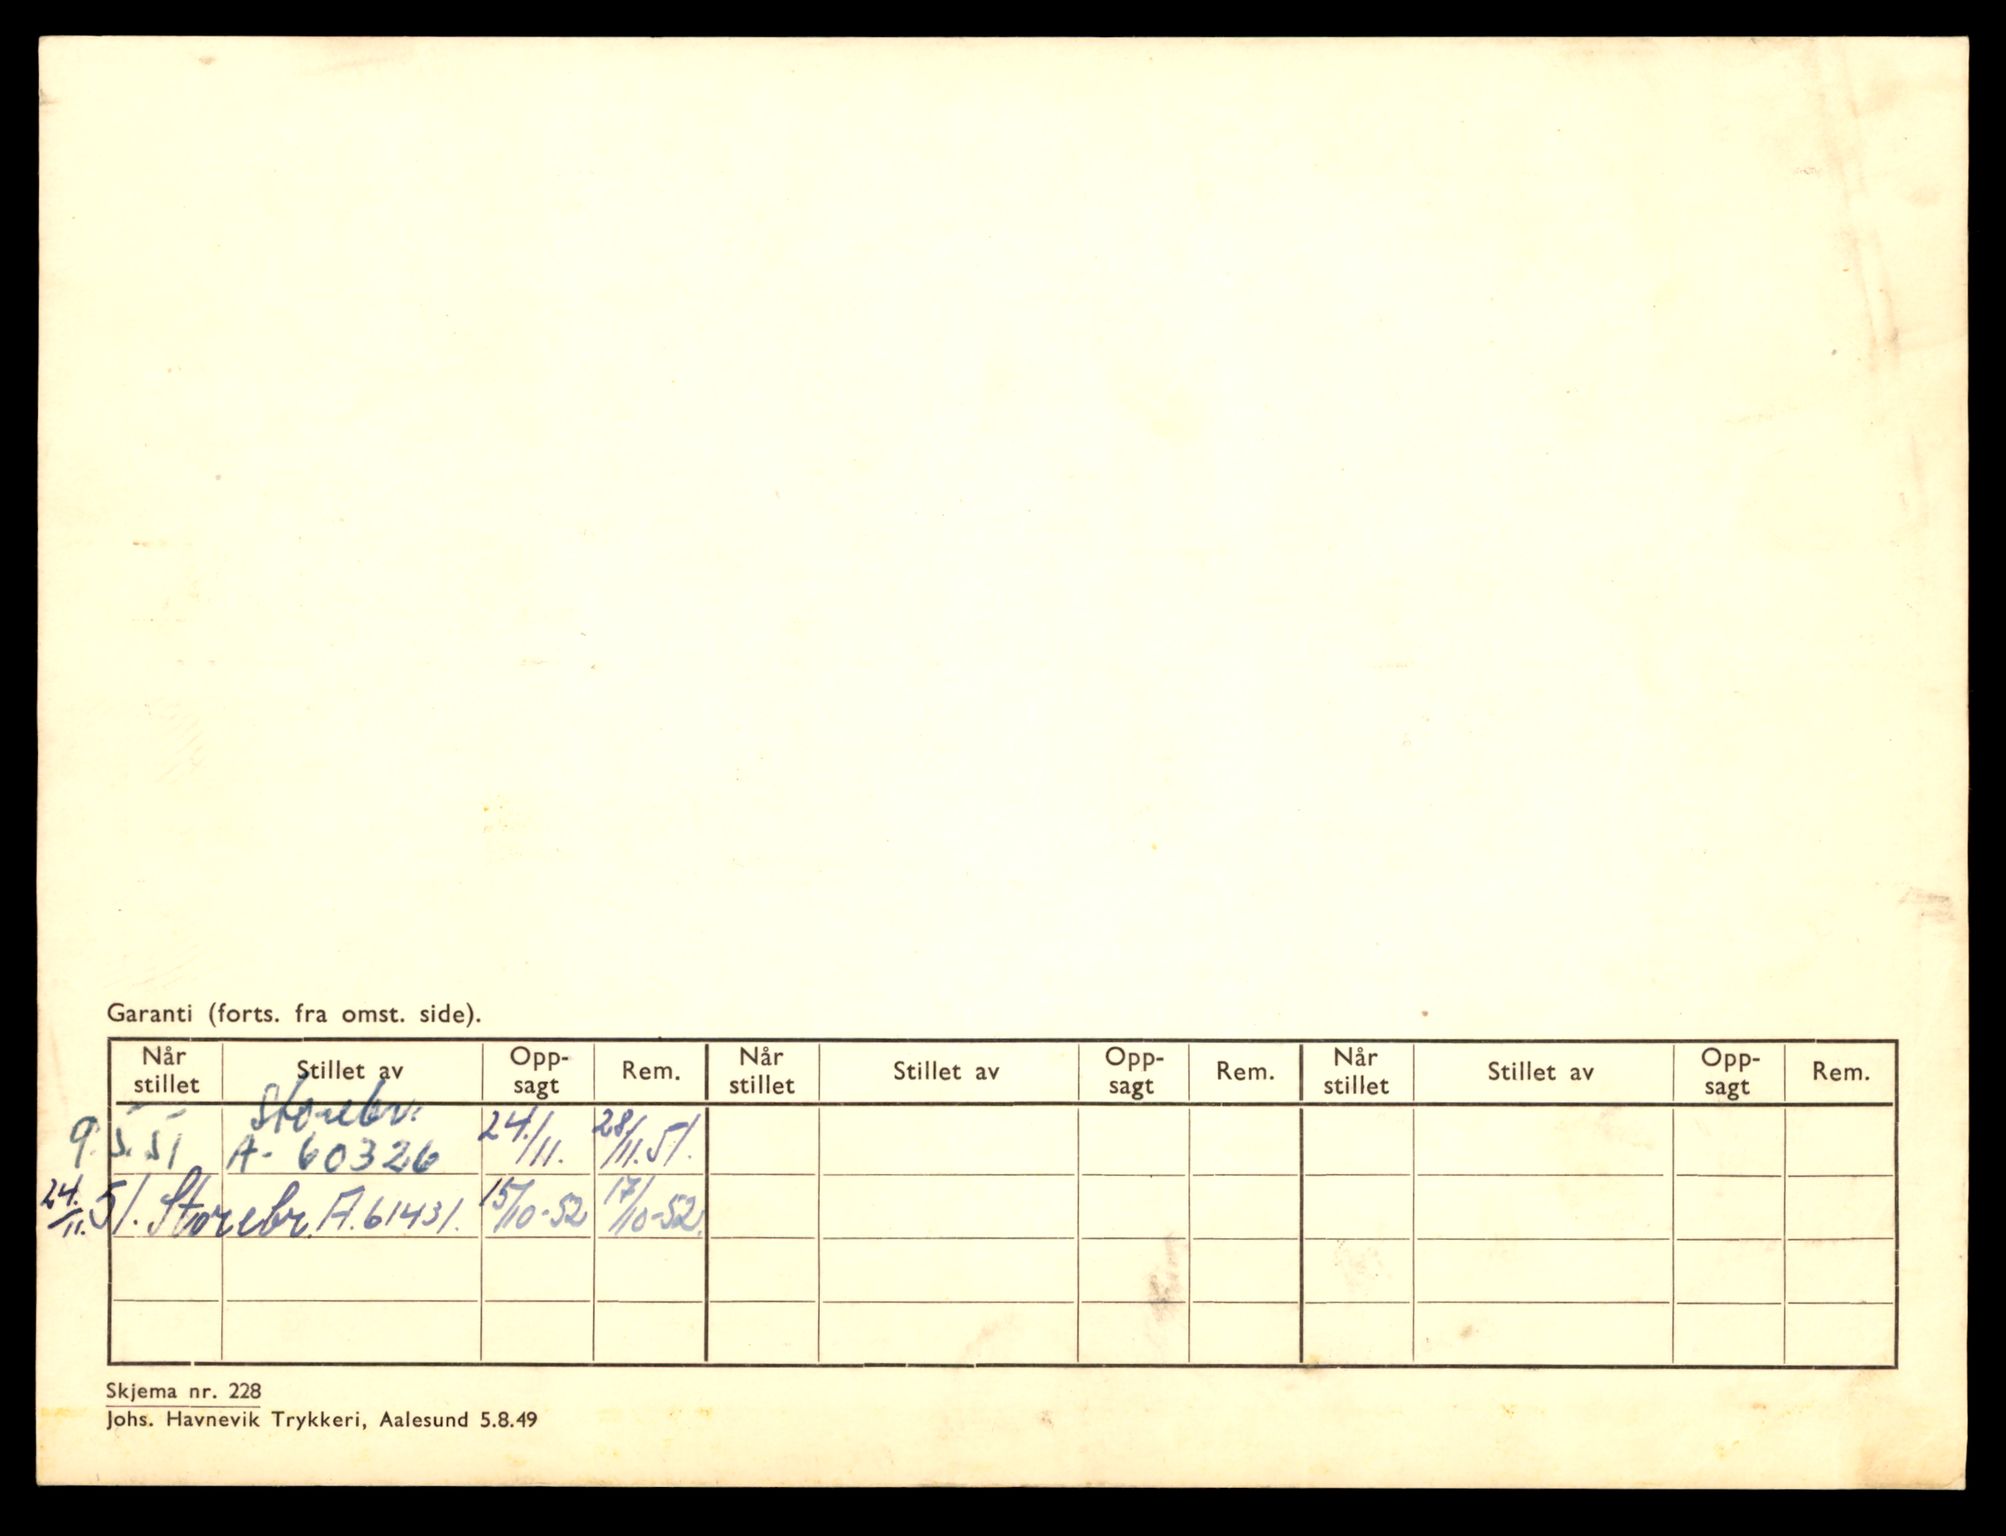 Garanti (forts. fra omst. side).
Når stillet Stillet av Opp-sagt Rem. Når stillet Stillet av Opp-sagt Rem. Når stillet Stillet av Opp-sagt Rem.
9.5.51 Storebr. A-60326 24./11. 28/11.51.
24./11.51. Storebr. A.61431. 15/10-52 17/10-52.
Skjema nr. 228
Johs. Havnevik Trykkeri, Aalesund 5.8.49